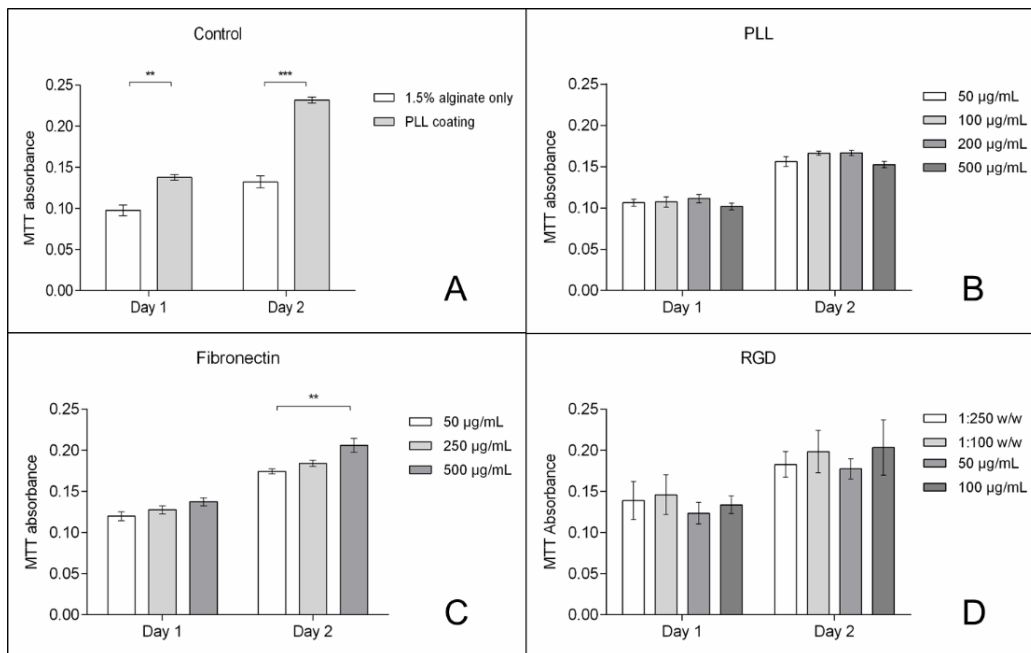 Control
** ***
0.25
0.20
0.15
0.10
0.05
0.00
MTT absorbance
Day 1 Day 2
1.5% alginate only
PLL coating
A
PLL
0.25
0.20
0.15
0.10
0.05
0.00
MTT absorbance
Day 1 Day 2
50 µg/mL
100 µg/mL
200 µg/mL
500 µg/mL
B
Fibronectin
**
0.25
0.20
0.15
0.10
0.05
0.00
MTT absorbance
Day 1 Day 2
50 µg/mL
250 µg/mL
500 µg/mL
C
RGD
0.25
0.20
0.15
0.10
0.05
0.00
MTT Absorbance
Day 1 Day 2
1:250 w/w
1:100 w/w
50 µg/mL
100 µg/mL
D